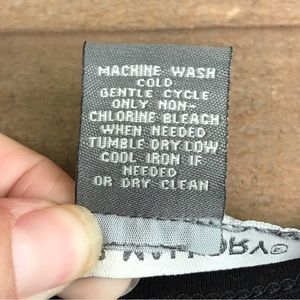 MACHINE WASH
COLD
GENTLE CYCLE
ONLY NON-
CHLORINE BLEACH
WHEN NEEDED
TUMBLE DRY LOW
COOL IRON IF
NEEDED
OR DRY CLEAN